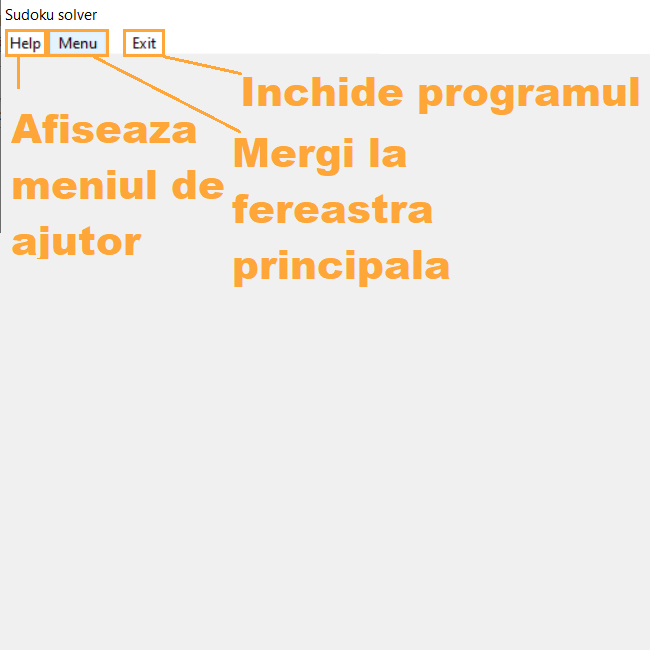 Sudoku solver
Help Menu Exit
Inchide programul
Afiseaza
meniul de
ajutor
Mergi la
fereastra
principala